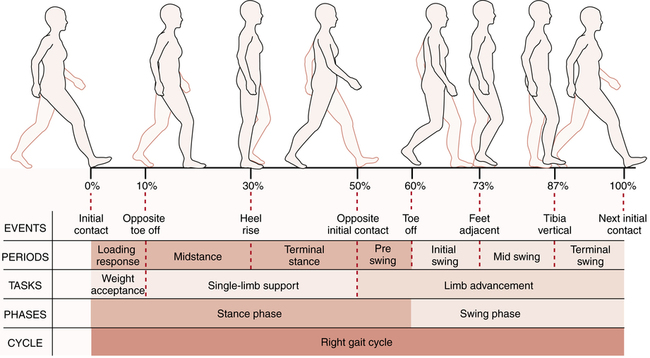 0% 10% 30% 50% 60% 73% 87% 100%
EVENTS
Initial
contact
Opposite
toe off
Heel
rise
Opposite
initial contact
Toe
off
Feet
adjacent
Tibia
vertical
Next initial
contact
PERIODS
Loading
response
Midstance
Terminal
stance
Pre
swing
Initial
swing
Mid swing
Terminal
swing
TASKS
Weight
acceptance
Single-limb support
Limb advancement
PHASES
Stance phase
Swing phase
CYCLE
Right gait cycle